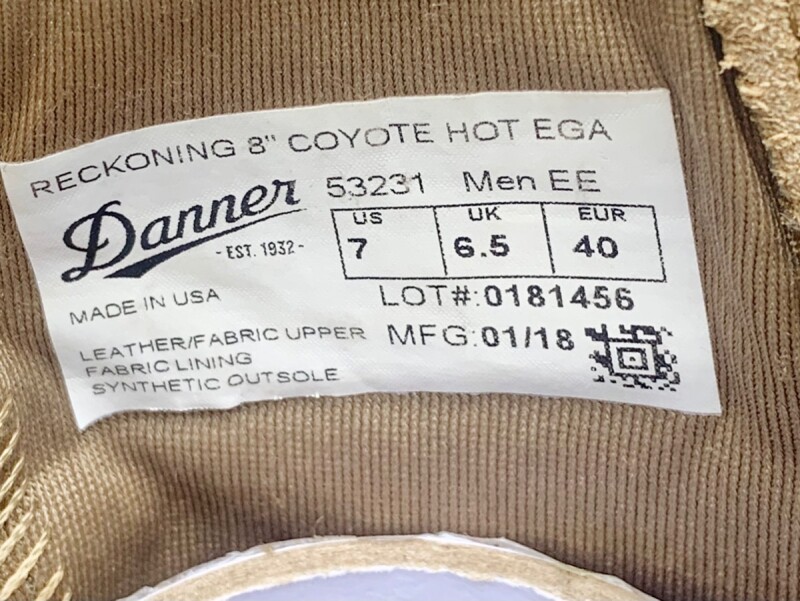 RECKONING 8" COYOTE HOT EGA
Danner
- EST. 1932 -
53231 Men EE
US UK EUR
7 6.5 40
MADE IN USA
LOT#:0181456
LEATHER/FABRIC UPPER
FABRIC LINING
SYNTHETIC OUTSOLE
MFG:01/18